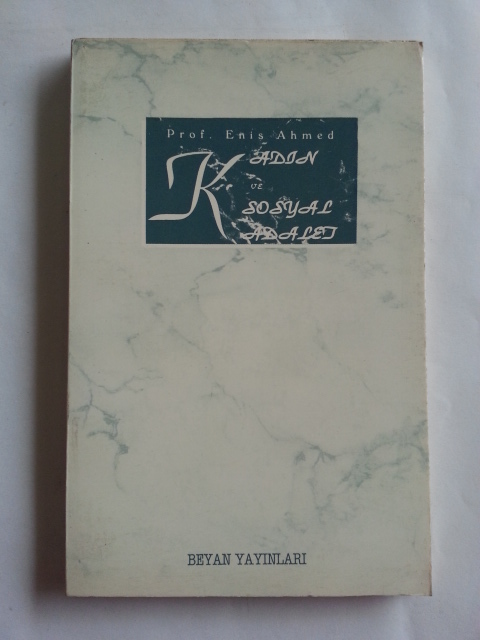 Prof. Enis Ahmed
KADIN
VE
SOSYAL
ADALET
BEYAN YAYINLARI